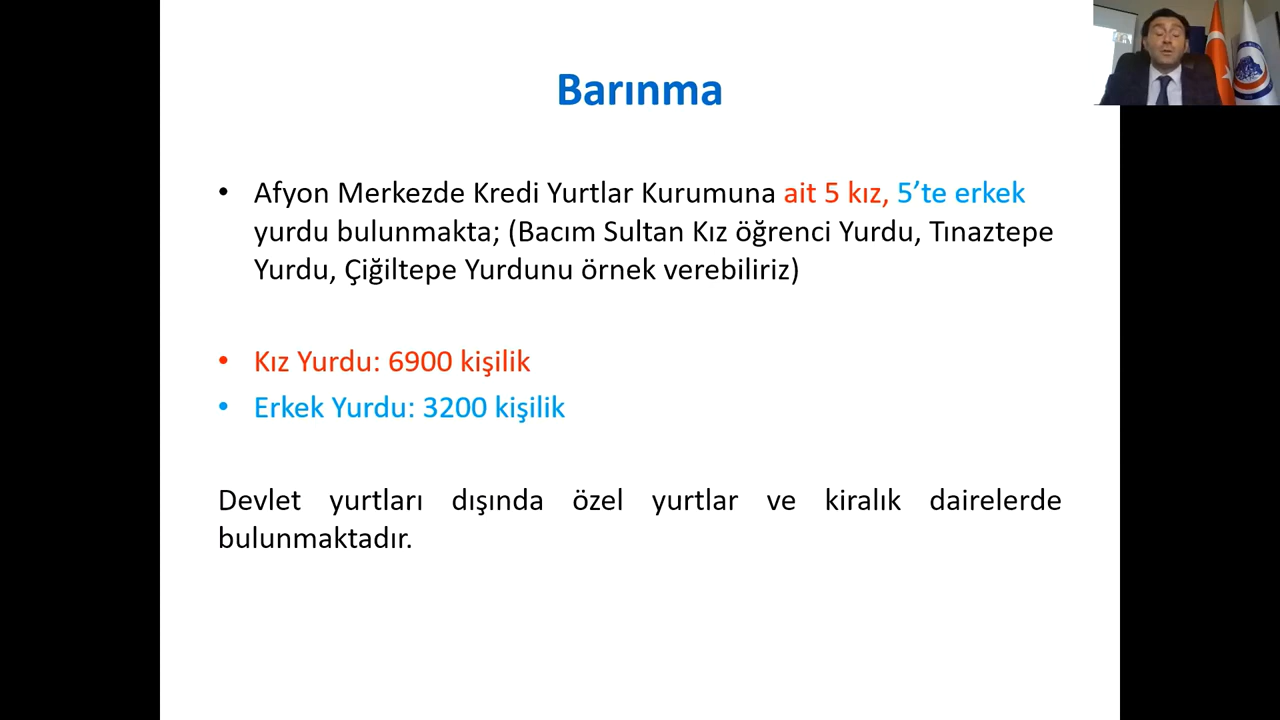 Barınma
• Afyon Merkezde Kredi Yurtlar Kurumuna ait 5 kız, 5’te erkek
yurdu bulunmakta; (Bacım Sultan Kız öğrenci Yurdu, Tınaztepe
Yurdu, Çiğiltepe Yurdunu örnek verebiliriz)
• Kız Yurdu: 6900 kişilik
• Erkek Yurdu: 3200 kişilik
Devlet yurtları dışında özel yurtlar ve kiralık dairelerde
bulunmaktadır.